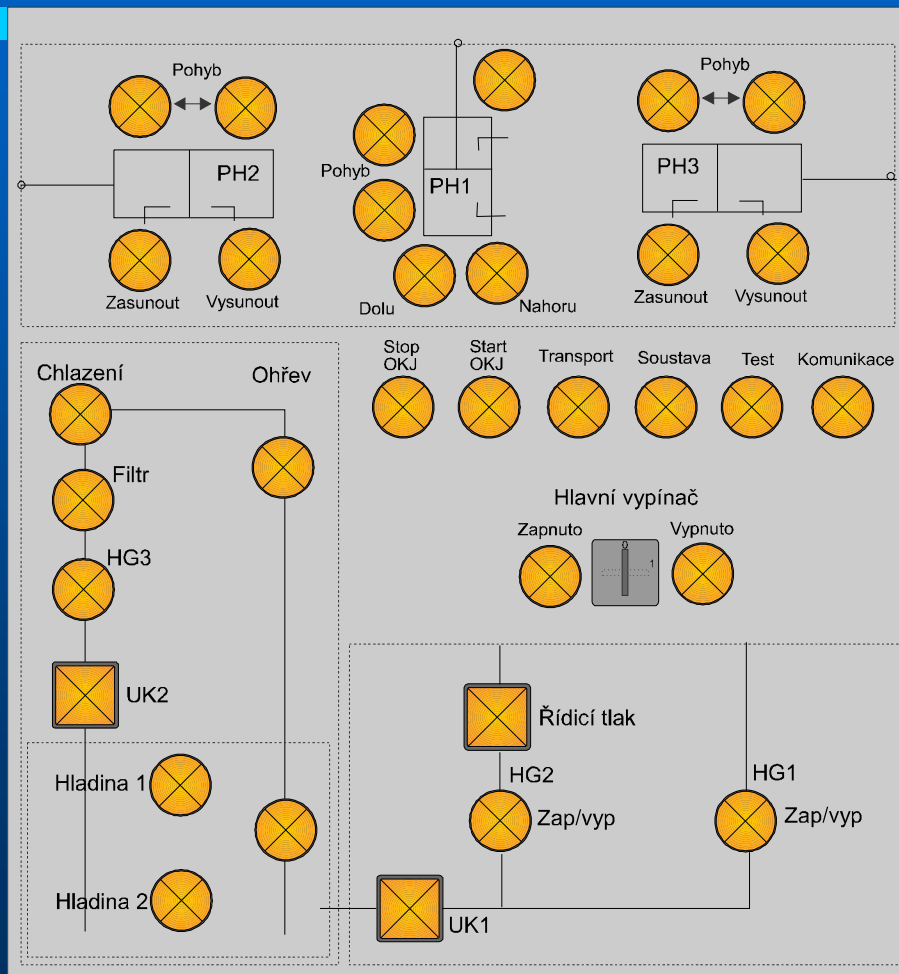 Pohyb
Pohyb
PH2
Pohyb
PH1
PH3
Zasunout
Vysunout
Dolu
Nahoru
Zasunout
Vysunout
Stop
OKJ
Start
OKJ
Transport
Soustava
Test
Komunikace
Chlazení
Ohřev
Filtr
HG3
Hlavní vypínač
Zapnuto
0
1
Vypnuto
UK2
Řídicí tlak
Hladina 1
HG2
Zap/vyp
HG1
Zap/vyp
Hladina 2
UK1